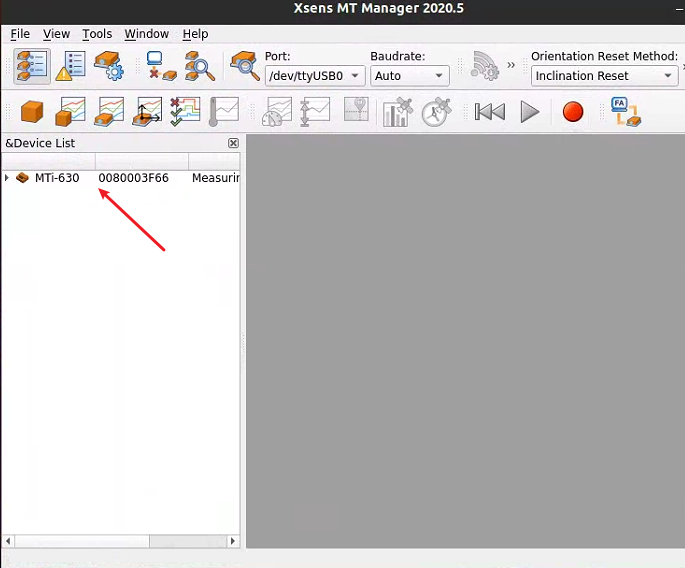 Xsens MT Manager 2020.5
File View Tools Window Help
Port: Baudrate: Orientation Reset Method:
/dev/ttyUSB0 Auto Inclination Reset
FA
&Device List
MTi-630 0080003F66 Measurin